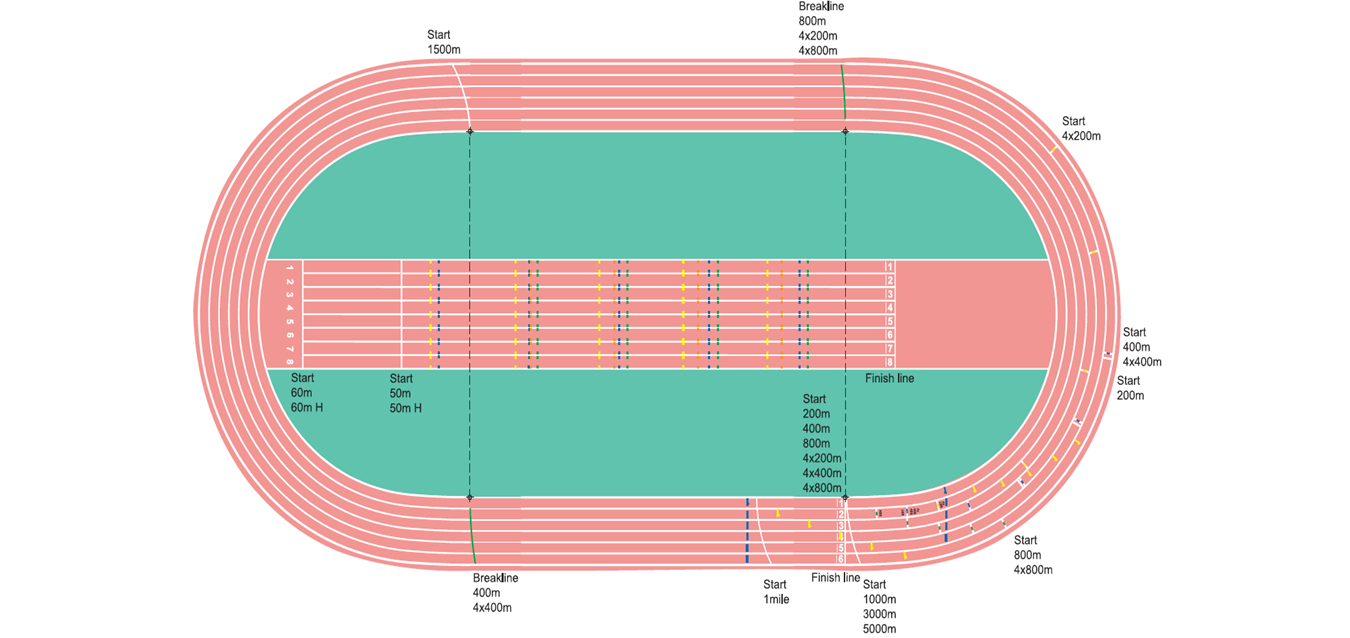 Breakline
800m
4x200m
4x800m
Start
1500m
Start
4x200m
1
2
3
4
5
6
7
8
1
2
3
4
5
6
7
8
Start
400m
4x400m
Start
200m
Start
60m
60m H
Start
50m
50m H
Finish line
Start
200m
400m
800m
4x200m
4x400m
4x800m
1
2
3
4
5
6
Start
800m
4x800m
Breakline
400m
4x400m
Start
1mile
Finish line
Start
1000m
3000m
5000m